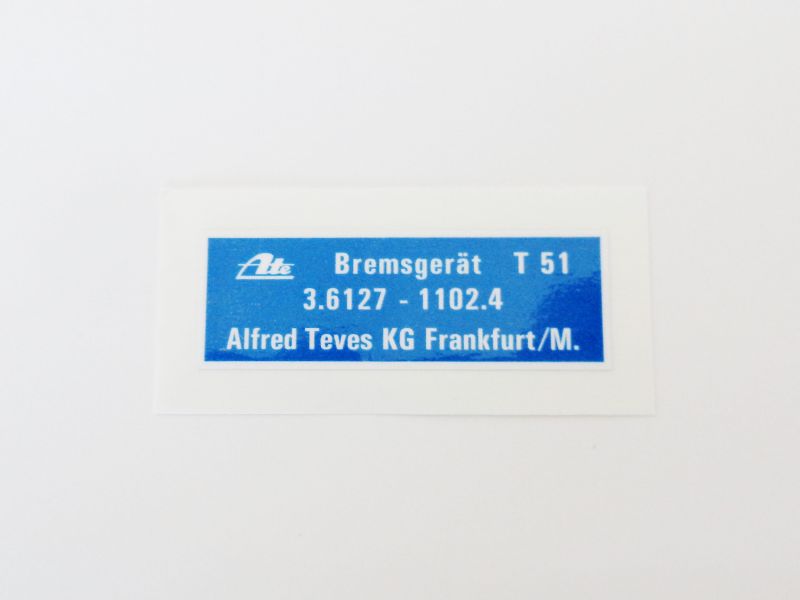 Ate Bremsgerät T 51
3.6127 - 1102.4
Alfred Teves KG Frankfurt/M.